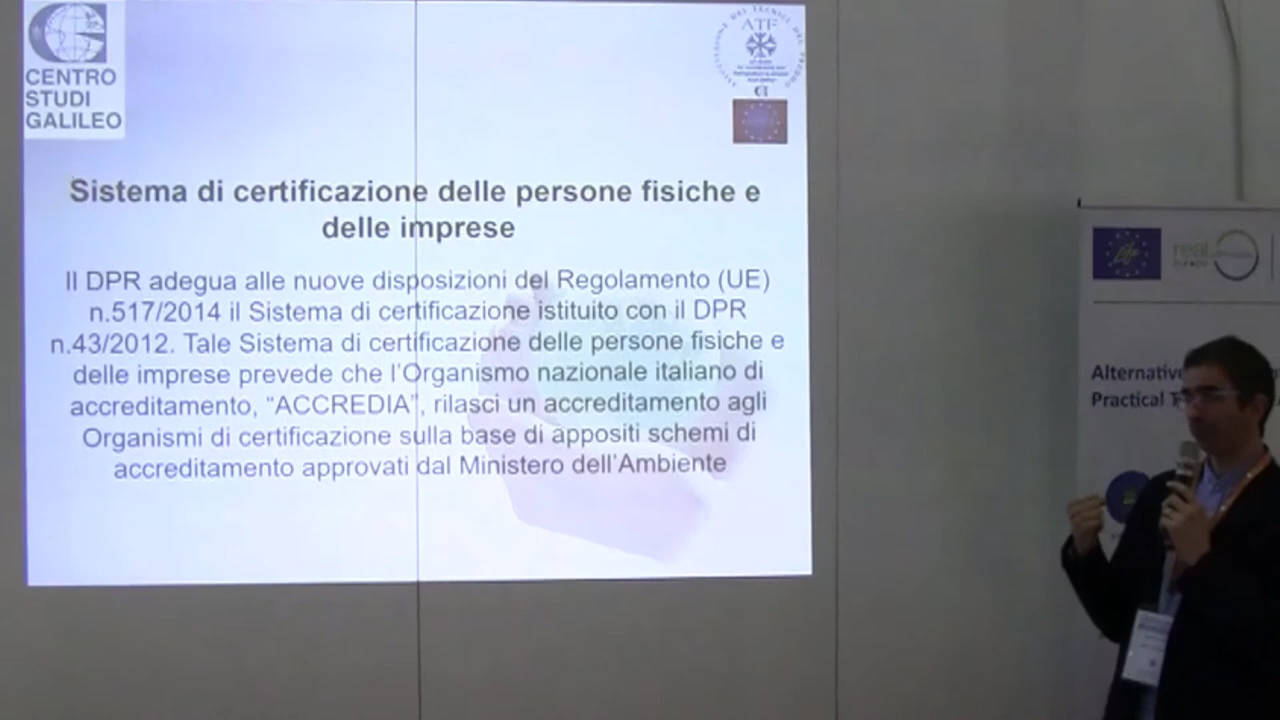 CENTRO
STUDI
GALILEO
ATF
Sistema di certificazione delle persone fisiche e
delle imprese
Il DPR adegua alle nuove disposizioni del Regolamento (UE)
n.517/2014 il Sistema di certificazione istituito con il DPR
n.43/2012. Tale Sistema di certificazione delle persone fisiche e
delle imprese prevede che l'Organismo nazionale italiano di
accreditamento, “ACCREDIA”, rilasci un accreditamento agli
Organismi di certificazione sulla base di appositi schemi di
accreditamento approvati dal Ministero dell'Ambiente
Life
real
europe
Practical